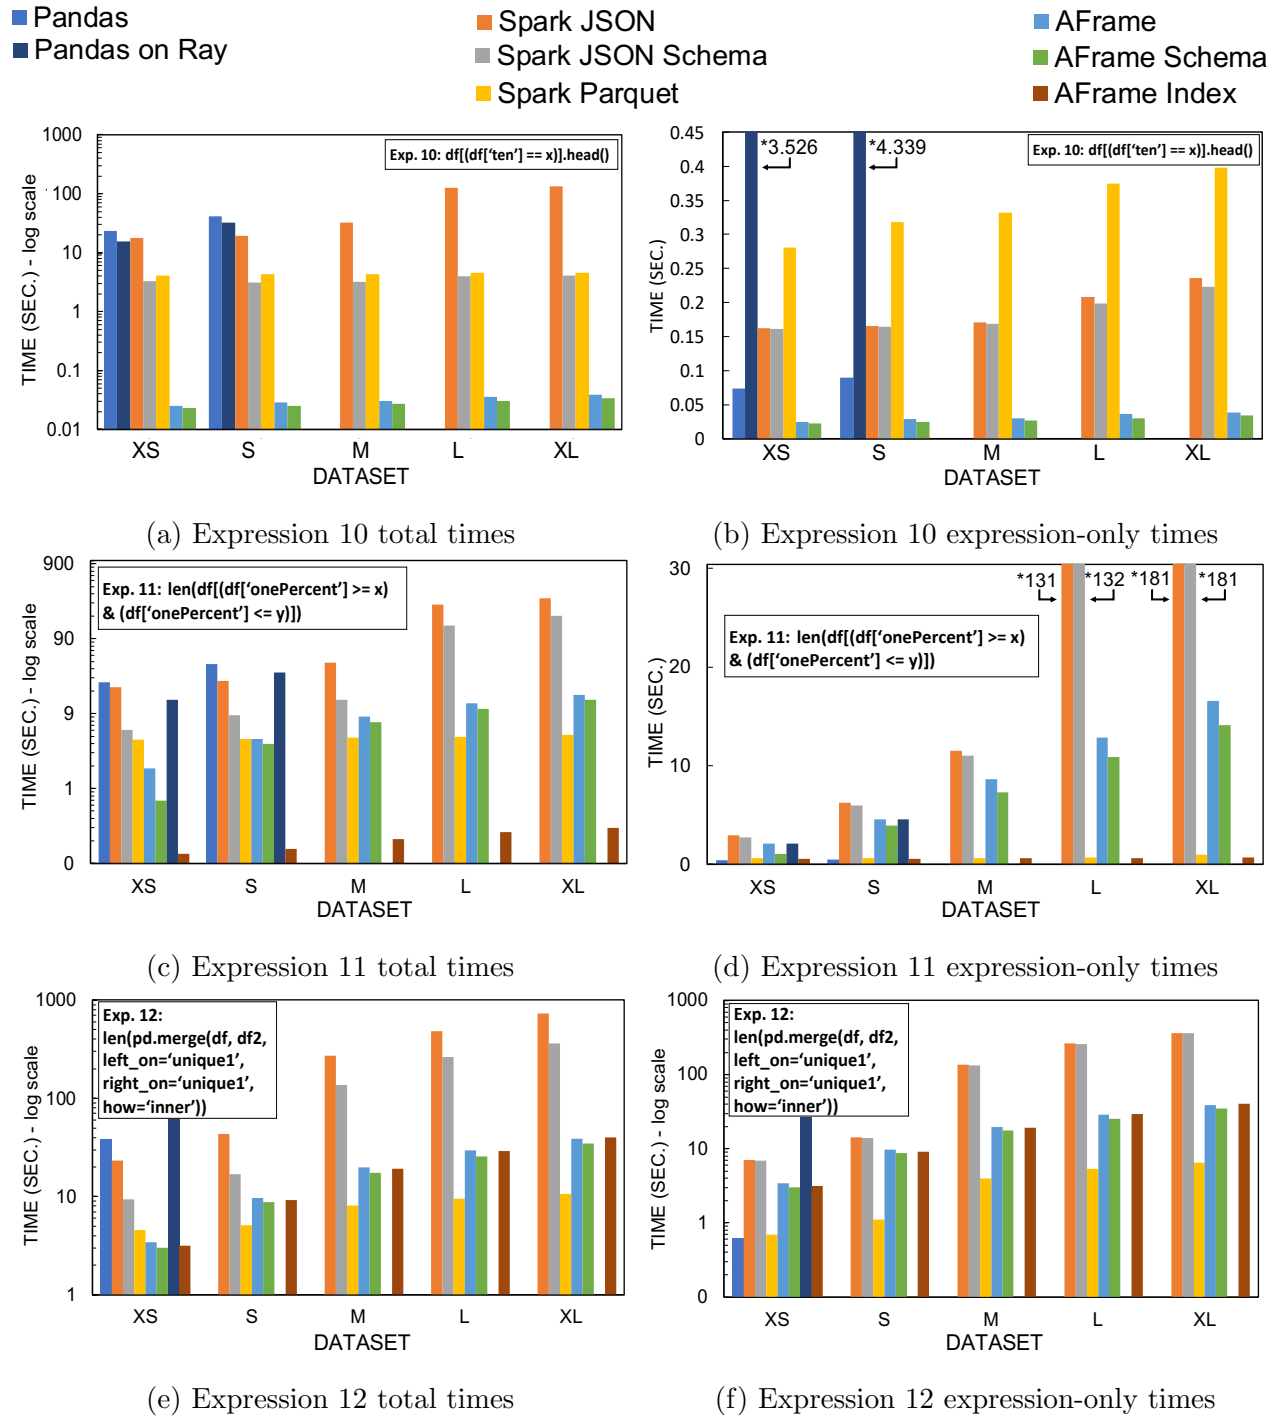 Pandas
Pandas on Ray
Spark JSON
Spark JSON Schema
Spark Parquet
AFrame
AFrame Schema
AFrame Index
TIME (SEC.) - log scale
1000
100
10
1
0.1
0.01
Exp. 10: df[(df['ten'] == x)].head()
XS S M L XL
DATASET
(a) Expression 10 total times
TIME (SEC.)
0.45
0.4
0.35
0.3
0.25
0.2
0.15
0.1
0.05
0
*3.526
*4.339
Exp. 10: df[(df['ten'] == x)].head()
XS S M L XL
DATASET
(b) Expression 10 expression-only times
TIME (SEC.) - log scale
900
90
9
1
0
Exp. 11: len(df[(df['onePercent'] >= x)
& (df['onePercent'] <= y)])
XS S M L XL
DATASET
(c) Expression 11 total times
TIME (SEC.)
30
20
10
0
*131
*132
*181
*181
Exp. 11: len(df[(df['onePercent'] >= x)
& (df['onePercent'] <= y)])
XS S M L XL
DATASET
(d) Expression 11 expression-only times
TIME (SEC.) - log scale
1000
100
10
1
Exp. 12:
len(pd.merge(df, df2,
left_on='unique1',
right_on='unique1',
how='inner'))
XS S M L XL
DATASET
(e) Expression 12 total times
TIME (SEC.) - log scale
1000
100
10
1
0
Exp. 12:
len(pd.merge(df, df2,
left_on='unique1',
right_on='unique1',
how='inner'))
XS S M L XL
DATASET
(f) Expression 12 expression-only times